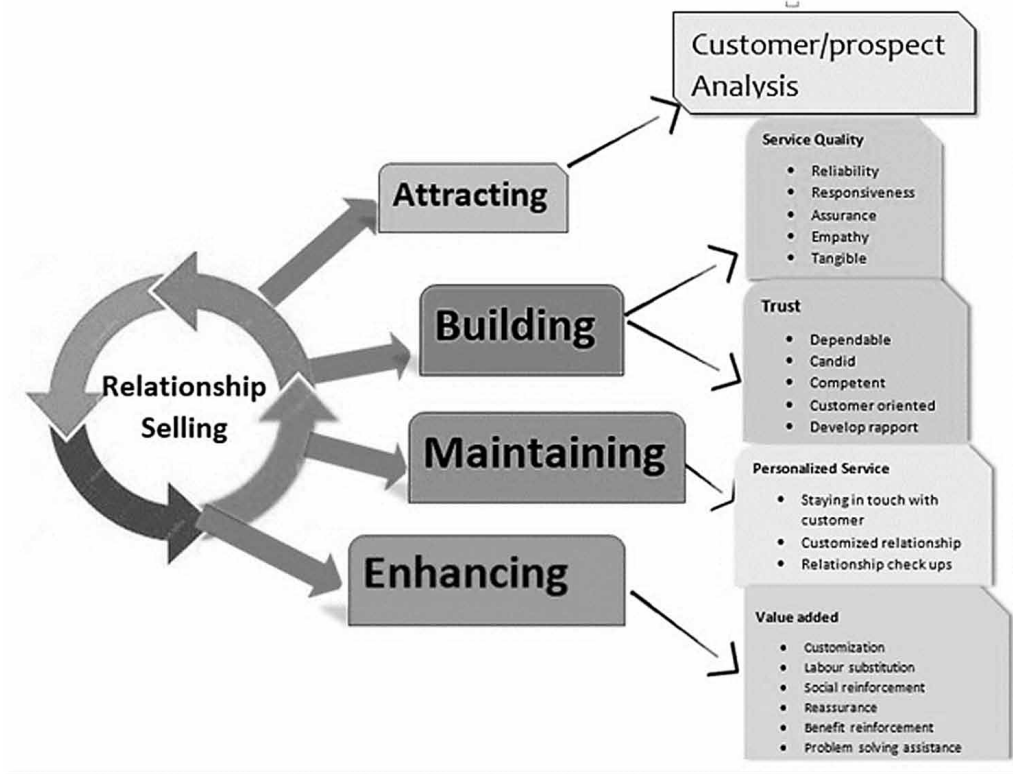 Customer/prospect
Analysis
Service Quality
Reliability
Responsiveness
Assurance
Empathy
Tangible
Attracting
Building
Trust
Dependable
Candid
Competent
Customer oriented
Develop rapport
Relationship
Selling
Maintaining
Personalized Service
Staying in touch with
customer
Customized relationship
Relationship check ups
Enhancing
Value added
Customization
Labour substitution
Social reinforcement
Reassurance
Benefit reinforcement
Problem solving assistance